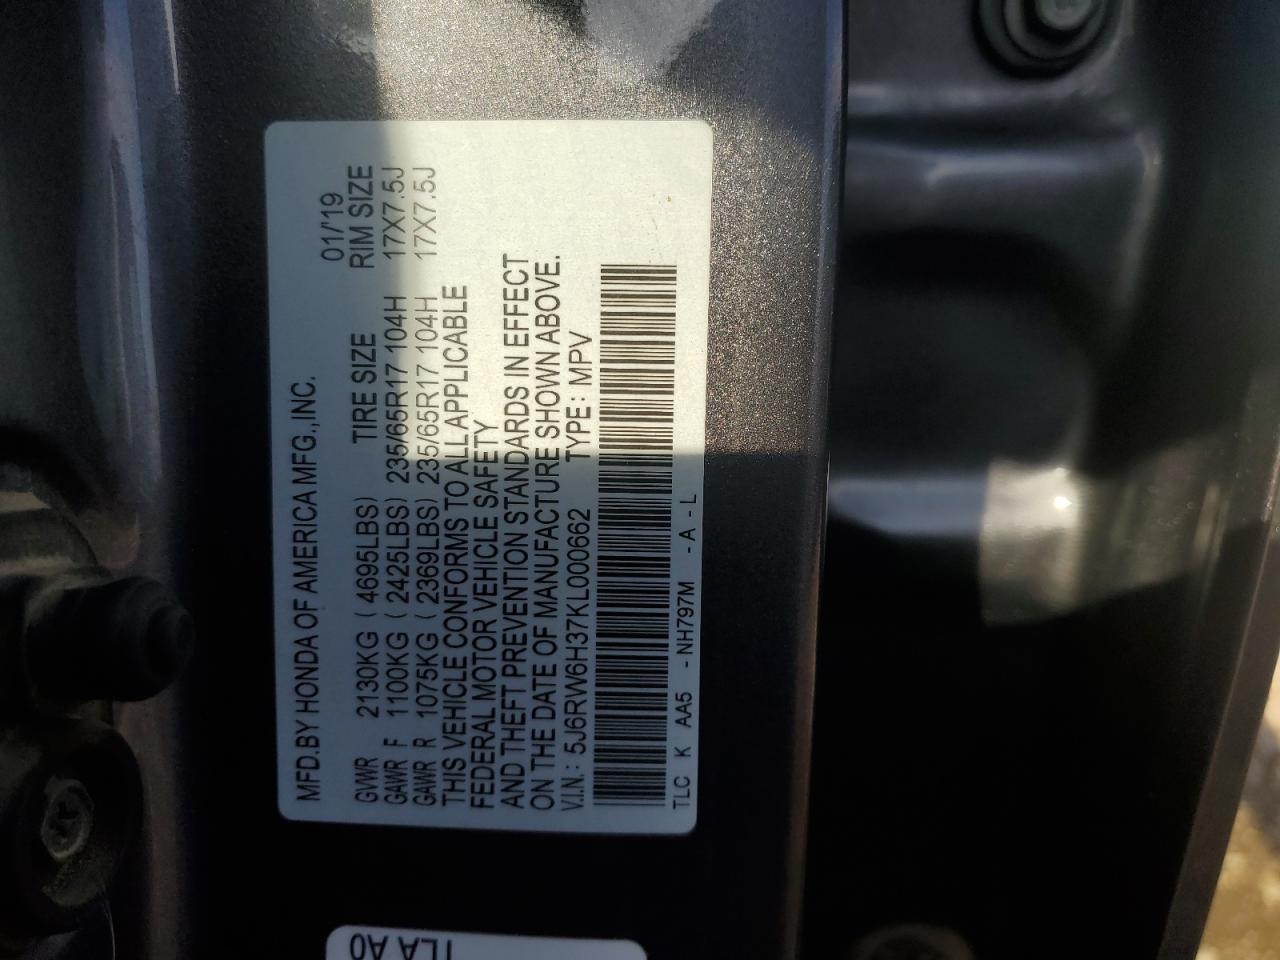 MFD.BY HONDA OF AMERICA MFG.,INC.
01/'19
TIRE SIZE RIM SIZE
GVWR 2130KG ( 4695LBS)
GAWR F 1100KG ( 2425LBS) 235/65R17 104H 17X7.5J
GAWR R 1075KG ( 2369LBS) 235/65R17 104H 17X7.5J
THIS VEHICLE CONFORMS TO ALL APPLICABLE
FEDERAL MOTOR VEHICLE SAFETY
AND THEFT PREVENTION STANDARDS IN EFFECT
ON THE DATE OF MANUFACTURE SHOWN ABOVE.
V.I.N.: 5J6RW6H37KL000662 TYPE: MPV
TLC K AA5 -NH797M -A-L
TLA A0